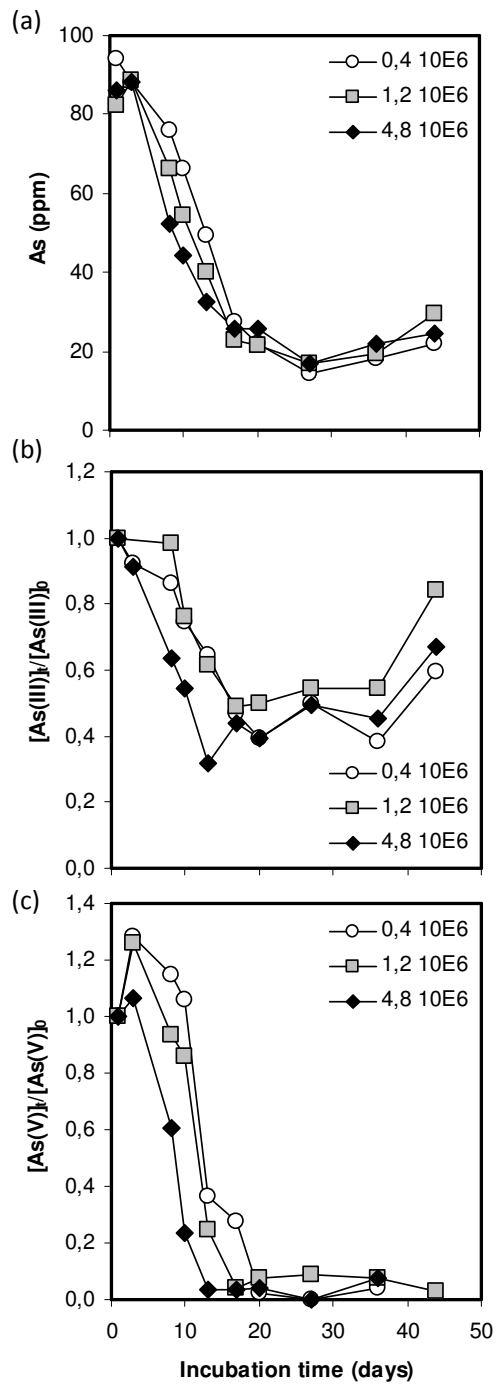 (a)
100
80
60
40
20
0
As (ppm)
0,4 10E6
1,2 10E6
4,8 10E6
(b)
1,2
1,0
0,8
0,6
0,4
0,2
0,0
[As(III)]t/[As(III)]0
0,4 10E6
1,2 10E6
4,8 10E6
(c)
1,4
1,2
1,0
0,8
0,6
0,4
0,2
0,0
[As(V)]t/[As(V)]0
0,4 10E6
1,2 10E6
4,8 10E6
0 10 20 30 40 50
Incubation time (days)